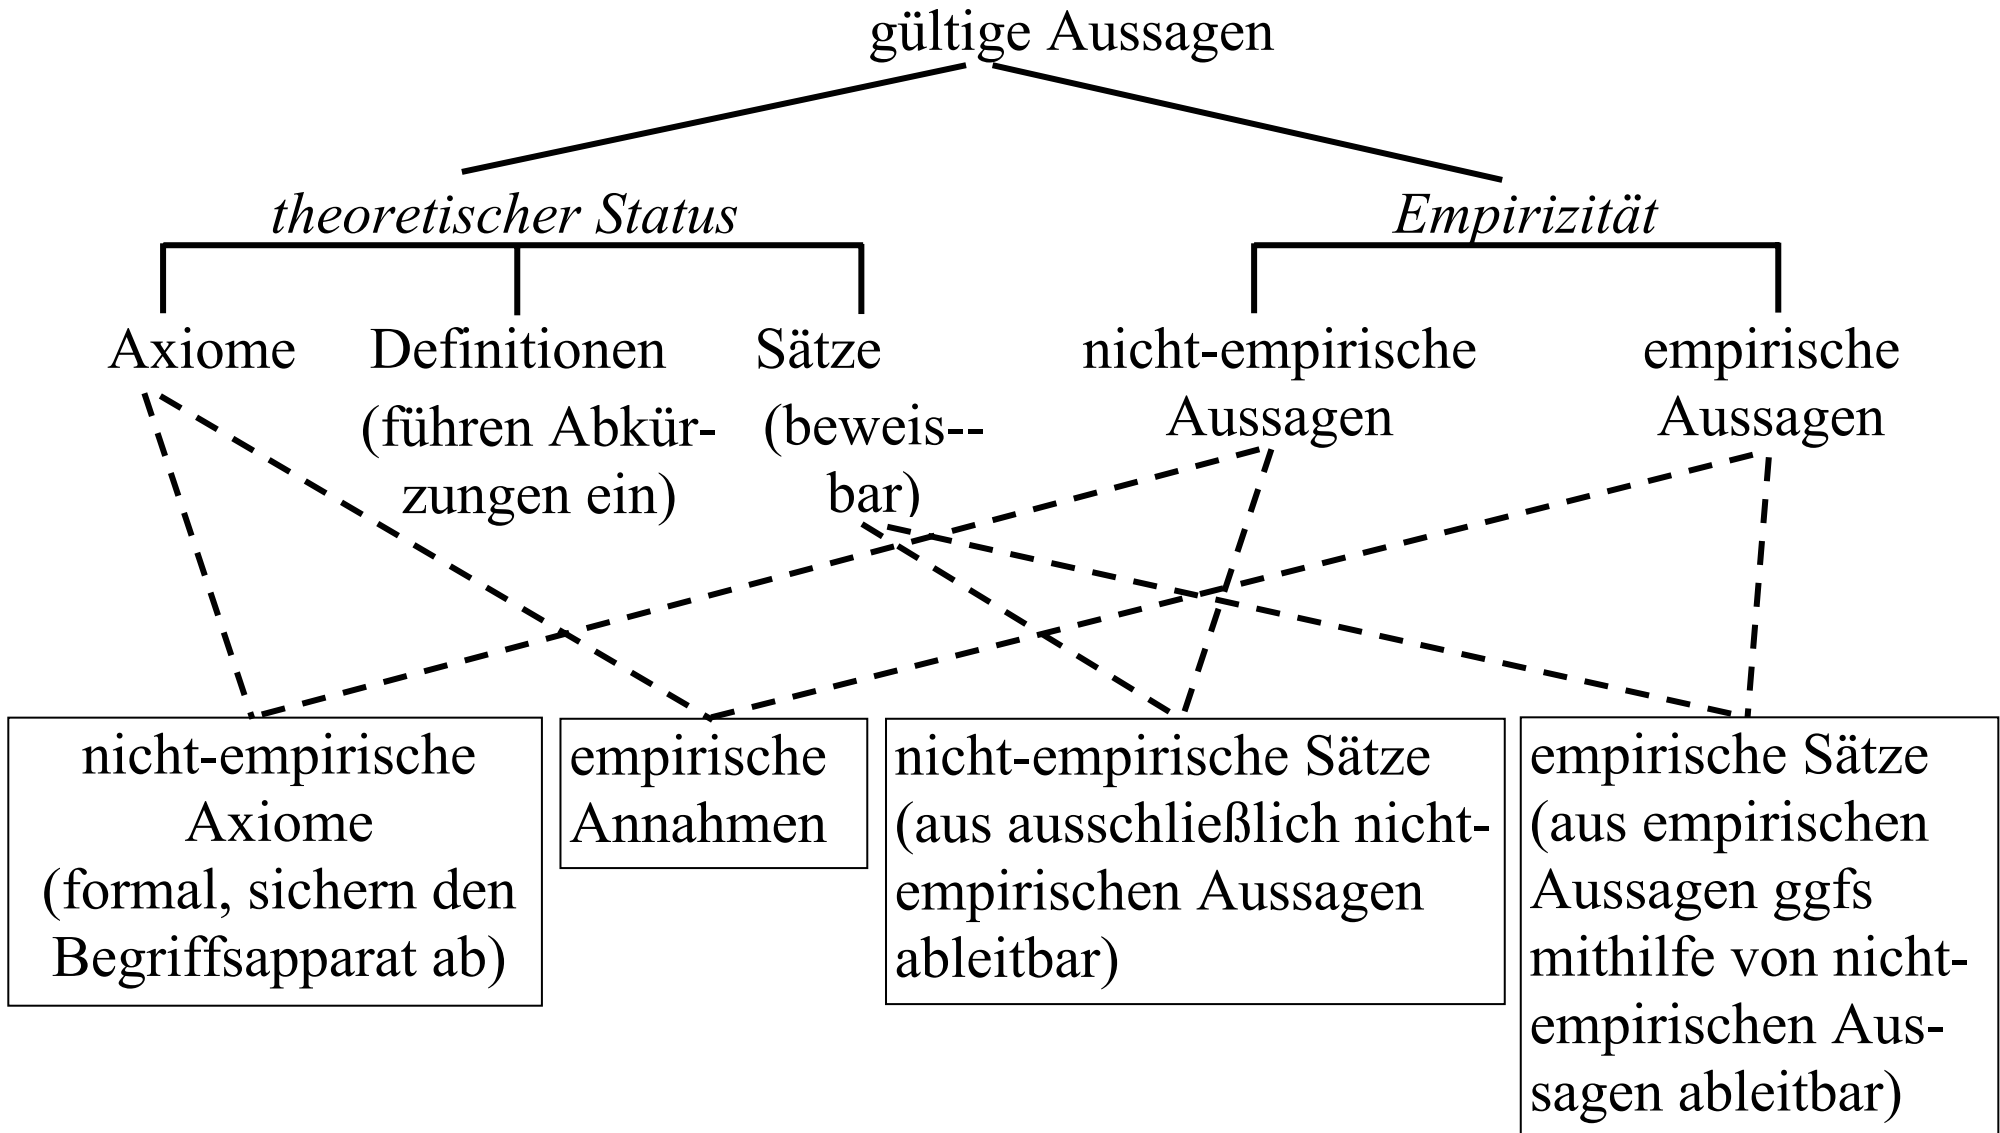 gültige Aussagen
theoretischer Status
Empirizität
Axiome
Definitionen
(führen Abkür-
zungen ein)
Sätze
(beweis--
bar)
nicht-empirische
Aussagen
empirische
Aussagen
nicht-empirische
Axiome
(formal, sichern den
Begriffsapparat ab)
empirische
Annahmen
nicht-empirische Sätze
(aus ausschließlich nicht-
empirischen Aussagen
ableitbar)
empirische Sätze
(aus empirischen
Aussagen ggfs
mithilfe von nicht-
empirischen Aus-
sagen ableitbar)